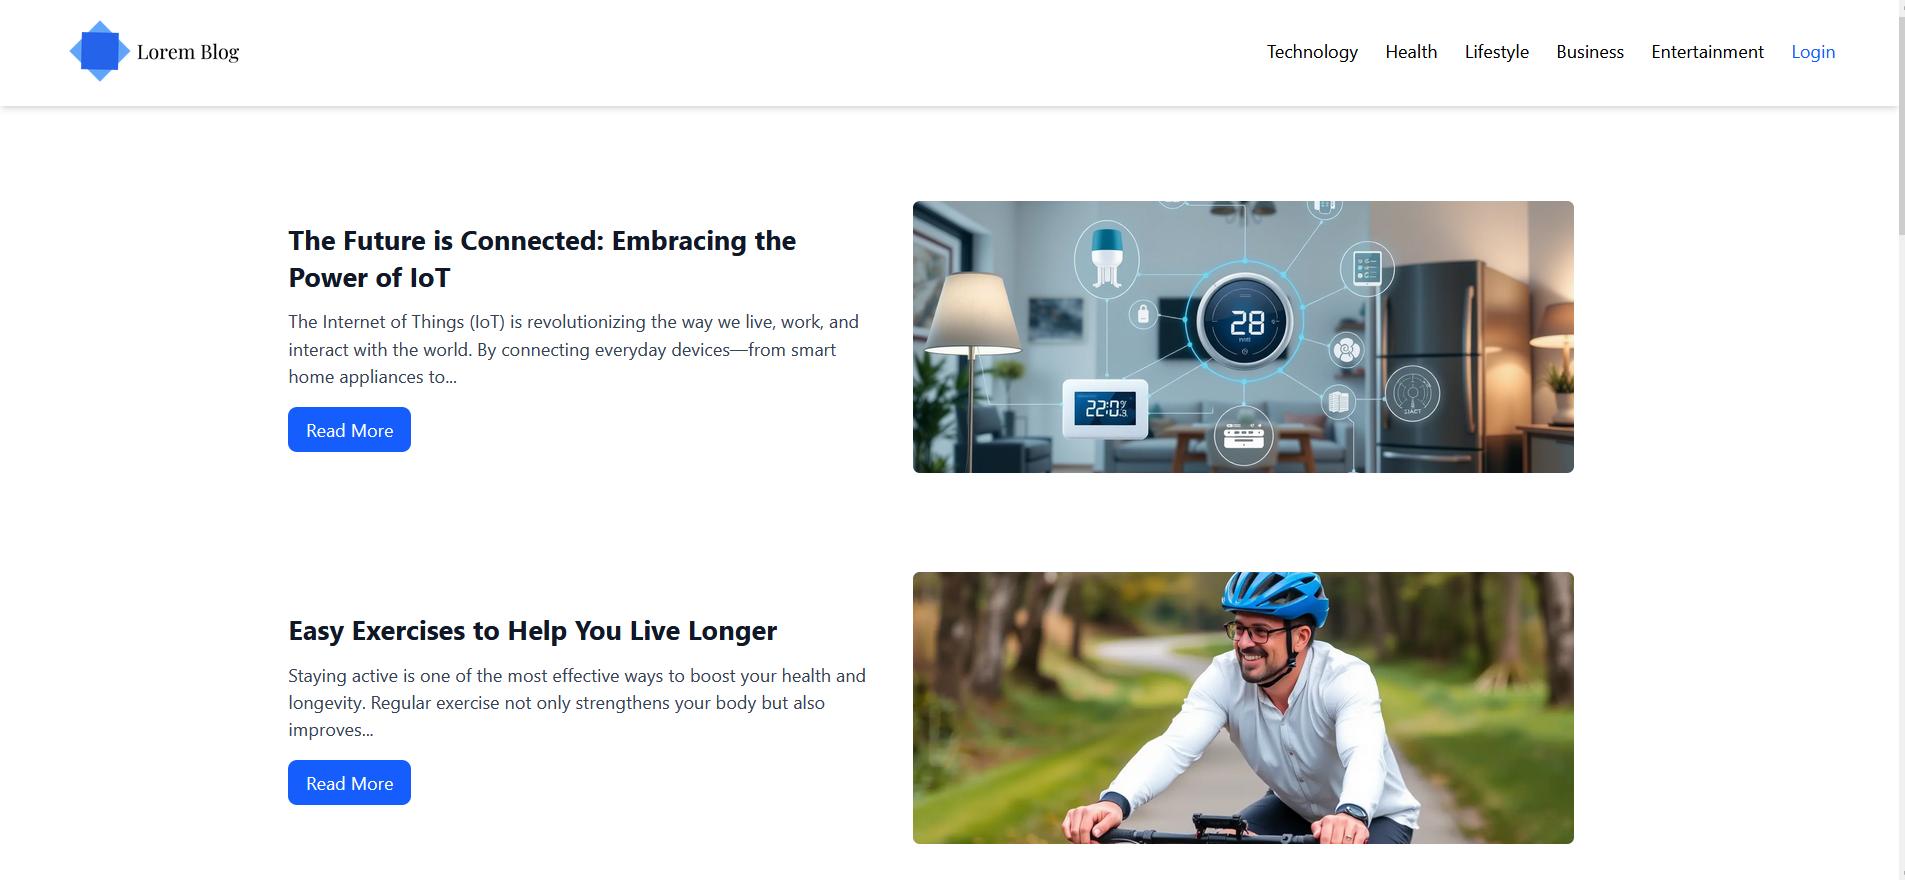 Lorem Blog
Technology Health Lifestyle Business Entertainment Login
The Future is Connected: Embracing the
Power of IoT
The Internet of Things (IoT) is revolutionizing the way we live, work, and
interact with the world. By connecting everyday devices—from smart
home appliances to...
Read More
28
22:0
Easy Exercises to Help You Live Longer
Staying active is one of the most effective ways to boost your health and
longevity. Regular exercise not only strengthens your body but also
improves...
Read More